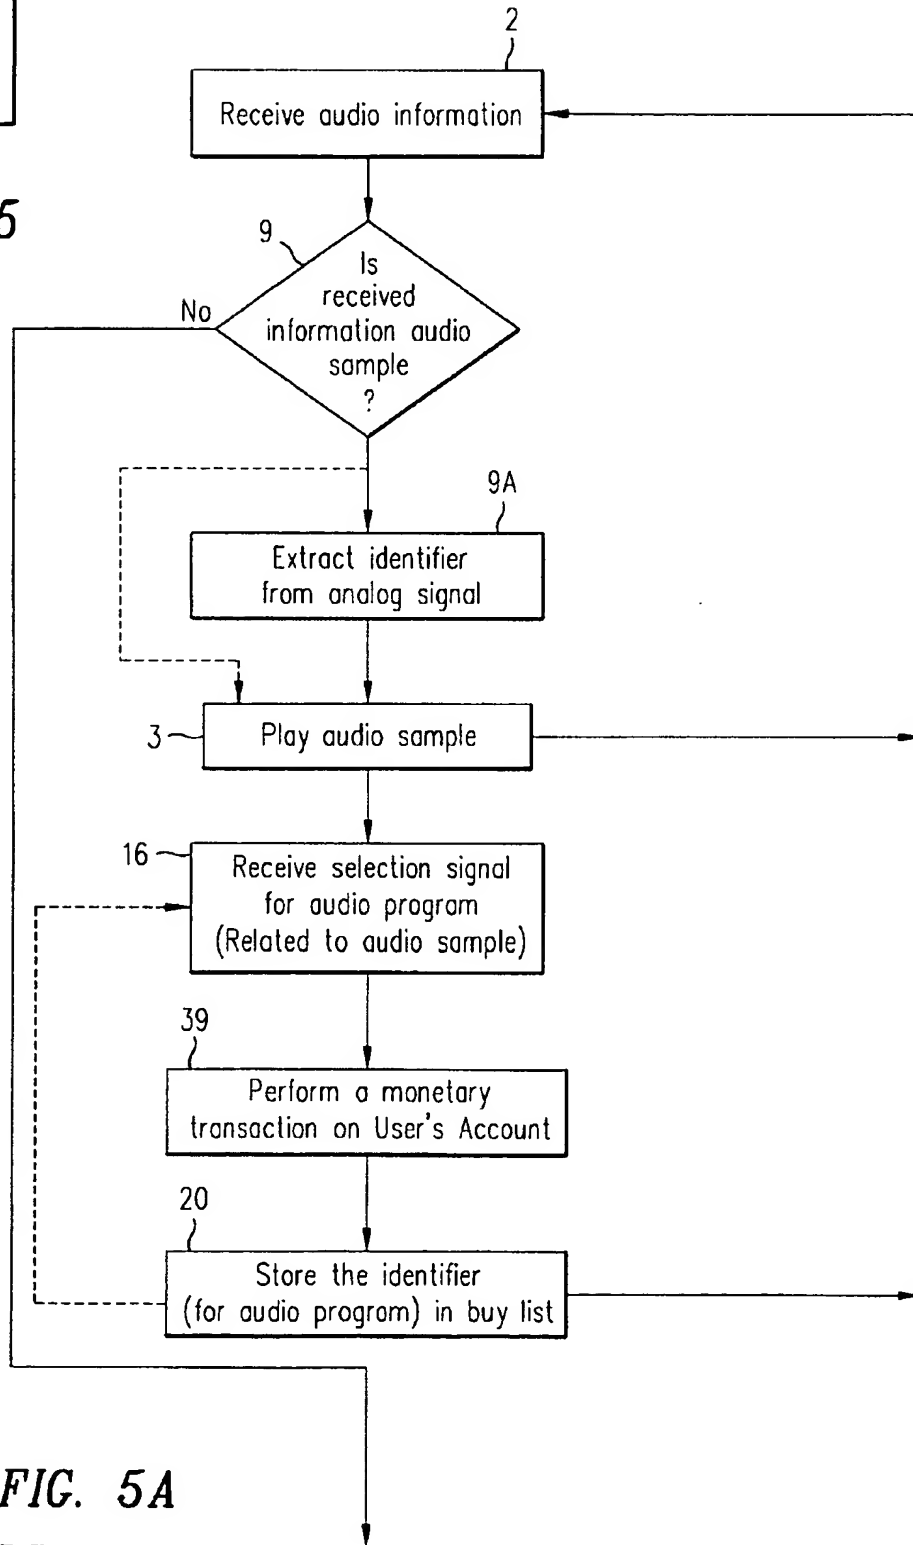 2
Receive audio information
5
9
Is
received
information audio
sample
?
No
9A
Extract identifier
from analog signal
3
Play audio sample
16
Receive selection signal
for audio program
(Related to audio sample)
39
Perform a monetary
transaction on User's Account
20
Store the identifier
(for audio program) in buy list
FIG. 5A